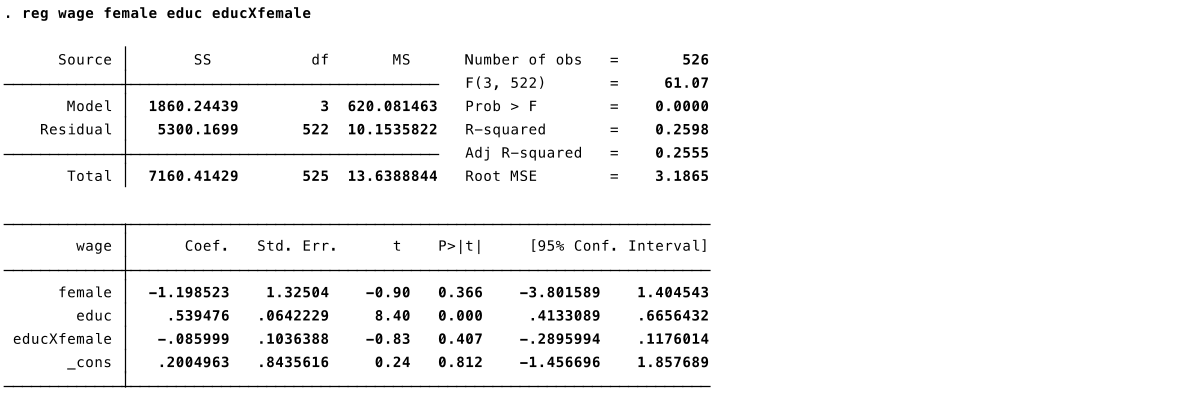 . reg wage female educ educXfemale
Source SS df MS Number of obs = 526
F(3, 522) = 61.07
Model 1860.24439 3 620.081463 Prob > F = 0.0000
Residual 5300.1699 522 10.1535822 R-squared = 0.2598
Adj R-squared = 0.2555
Total 7160.41429 525 13.6388844 Root MSE = 3.1865
wage Coef. Std. Err. t P>|t| [95% Conf. Interval]
female -1.198523 1.32504 -0.90 0.366 -3.801589 1.404543
educ .539476 .0642229 8.40 0.000 .4133089 .6656432
educXfemale -.085999 .1036388 -0.83 0.407 -.2895994 .1176014
_cons .2004963 .8435616 0.24 0.812 -1.456696 1.857689